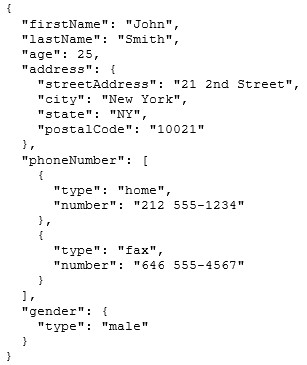 {
  "firstName": "John",
  "lastName": "Smith",
  "age": 25,
  "address": {
    "streetAddress": "21 2nd Street",
    "city": "New York",
    "state": "NY",
    "postalCode": "10021"
  },
  "phoneNumber": [
    {
      "type": "home",
      "number": "212 555-1234"
    },
    {
      "type": "fax",
      "number": "646 555-4567"
    }
  ],
  "gender": {
    "type": "male"
  }
}